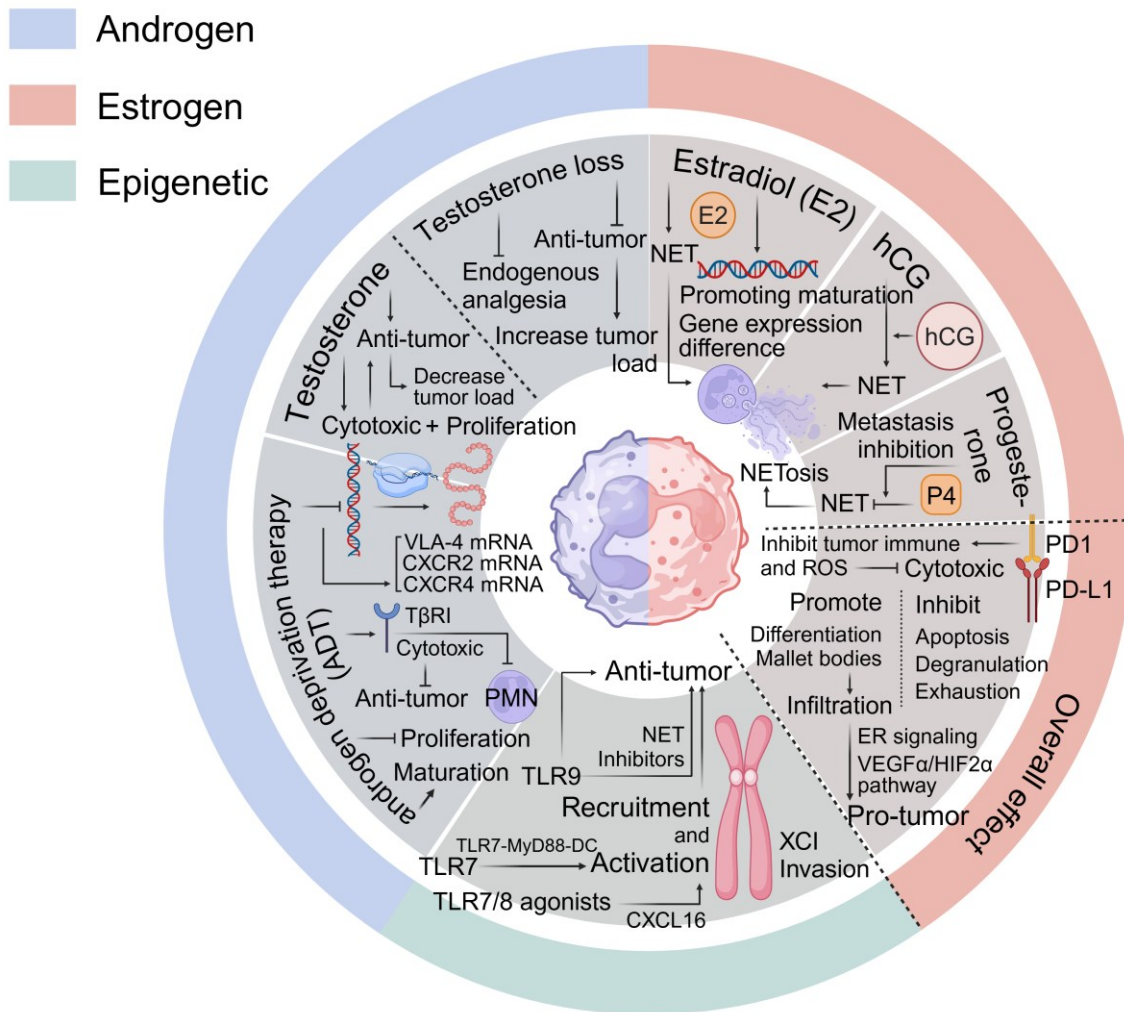 Androgen
Estrogen
Epigenetic
Testosterone loss
Anti-tumor
Endogenous
analgesia
Increase tumor
load
Testosterone
Anti-tumor
Decrease
tumor load
Cytotoxic + Proliferation
Estradiol (E2)
E2
NET
Promoting maturation
Gene expression
difference
hCG
hCG
NET
Progeste-
rone
Metastasis
inhibition
P4
NET
NETosis
PD1
PD-L1
Inhibit tumor immune
and ROS
Cytotoxic
Promote
Differentiation
Mallet bodies
Infiltration
Inhibit
Apoptosis
Degranulation
Exhaustion
ER signaling
VEGFα/HIF2α
pathway
Pro-tumor
Overall effect
androgen deprivation therapy
(ADT)
VLA-4 mRNA
CXCR2 mRNA
CXCR4 mRNA
TβRI
Cytotoxic
Anti-tumor
PMN
Proliferation
Maturation
Anti-tumor
NET
Inhibitors
TLR9
Recruitment
and
Activation
TLR7-MyD88-DC
TLR7
TLR7/8 agonists
CXCL16
XCI
Invasion